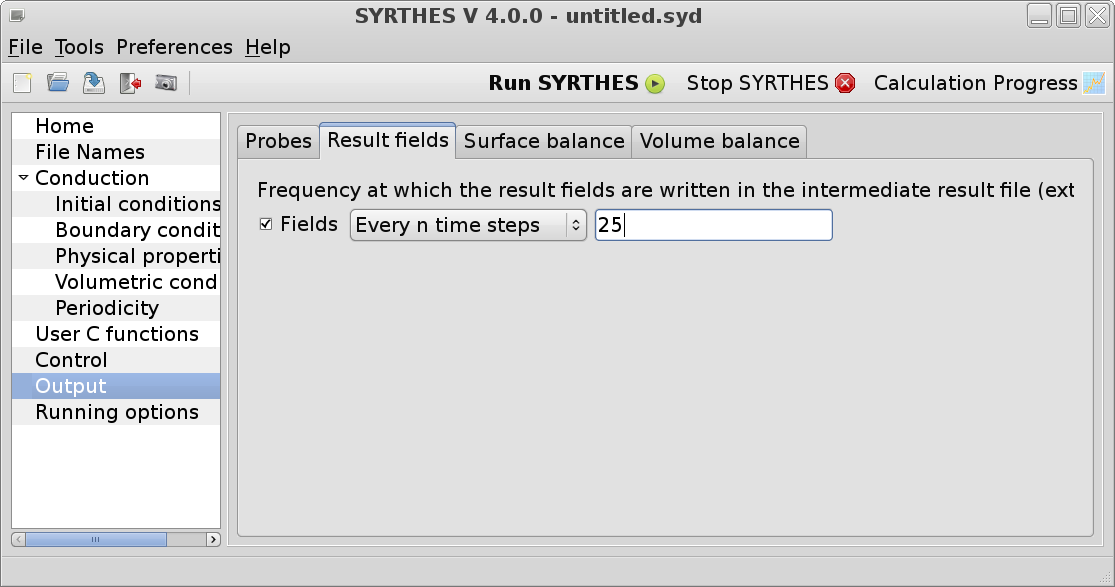 SYRTHES V 4.0.0 - untitled.syd
File Tools Preferences Help
Run SYRTHES Stop SYRTHES Calculation Progress
Home
File Names
Conduction
Initial conditions
Boundary condit
Physical properti
Volumetric cond
Periodicity
User C functions
Control
Output
Running options
Probes Result fields Surface balance Volume balance
Frequency at which the result fields are written in the intermediate result file (ext
Fields Every n time steps 25